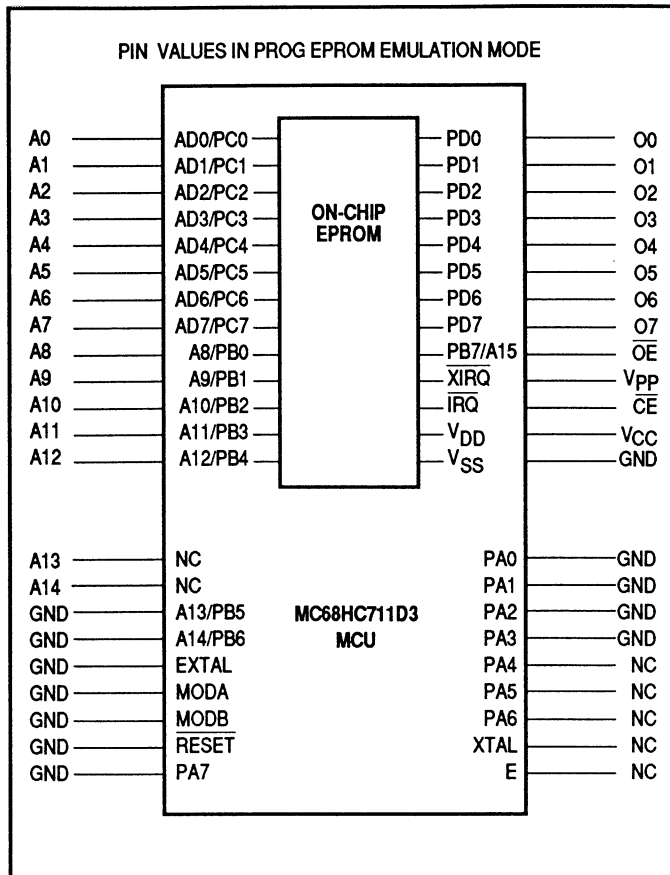 PIN VALUES IN PROG EPROM EMULATION MODE
A0 AD0/PC0 PD0 O0
A1 AD1/PC1 PD1 O1
A2 AD2/PC2 PD2 O2
A3 AD3/PC3 ON-CHIP PD3 O3
A4 AD4/PC4 EPROM PD4 O4
A5 AD5/PC5 PD5 O5
A6 AD6/PC6 PD6 O6
A7 AD7/PC7 PD7 O7
A8 A8/PB0 PB7/A15 O̅E̅
A9 A9/PB1 X̅I̅R̅Q̅ VPP
A10 A10/PB2 I̅R̅Q̅ C̅E̅
A11 A11/PB3 VDD VCC
A12 A12/PB4 VSS GND
A13 NC PA0 GND
A14 NC PA1 GND
GND A13/PB5 MC68HC711D3 PA2 GND
GND A14/PB6 MCU PA3 GND
GND EXTAL PA4 NC
GND MODA PA5 NC
GND MODB PA6 NC
GND R̅E̅S̅E̅T̅ XTAL NC
GND PA7 E NC